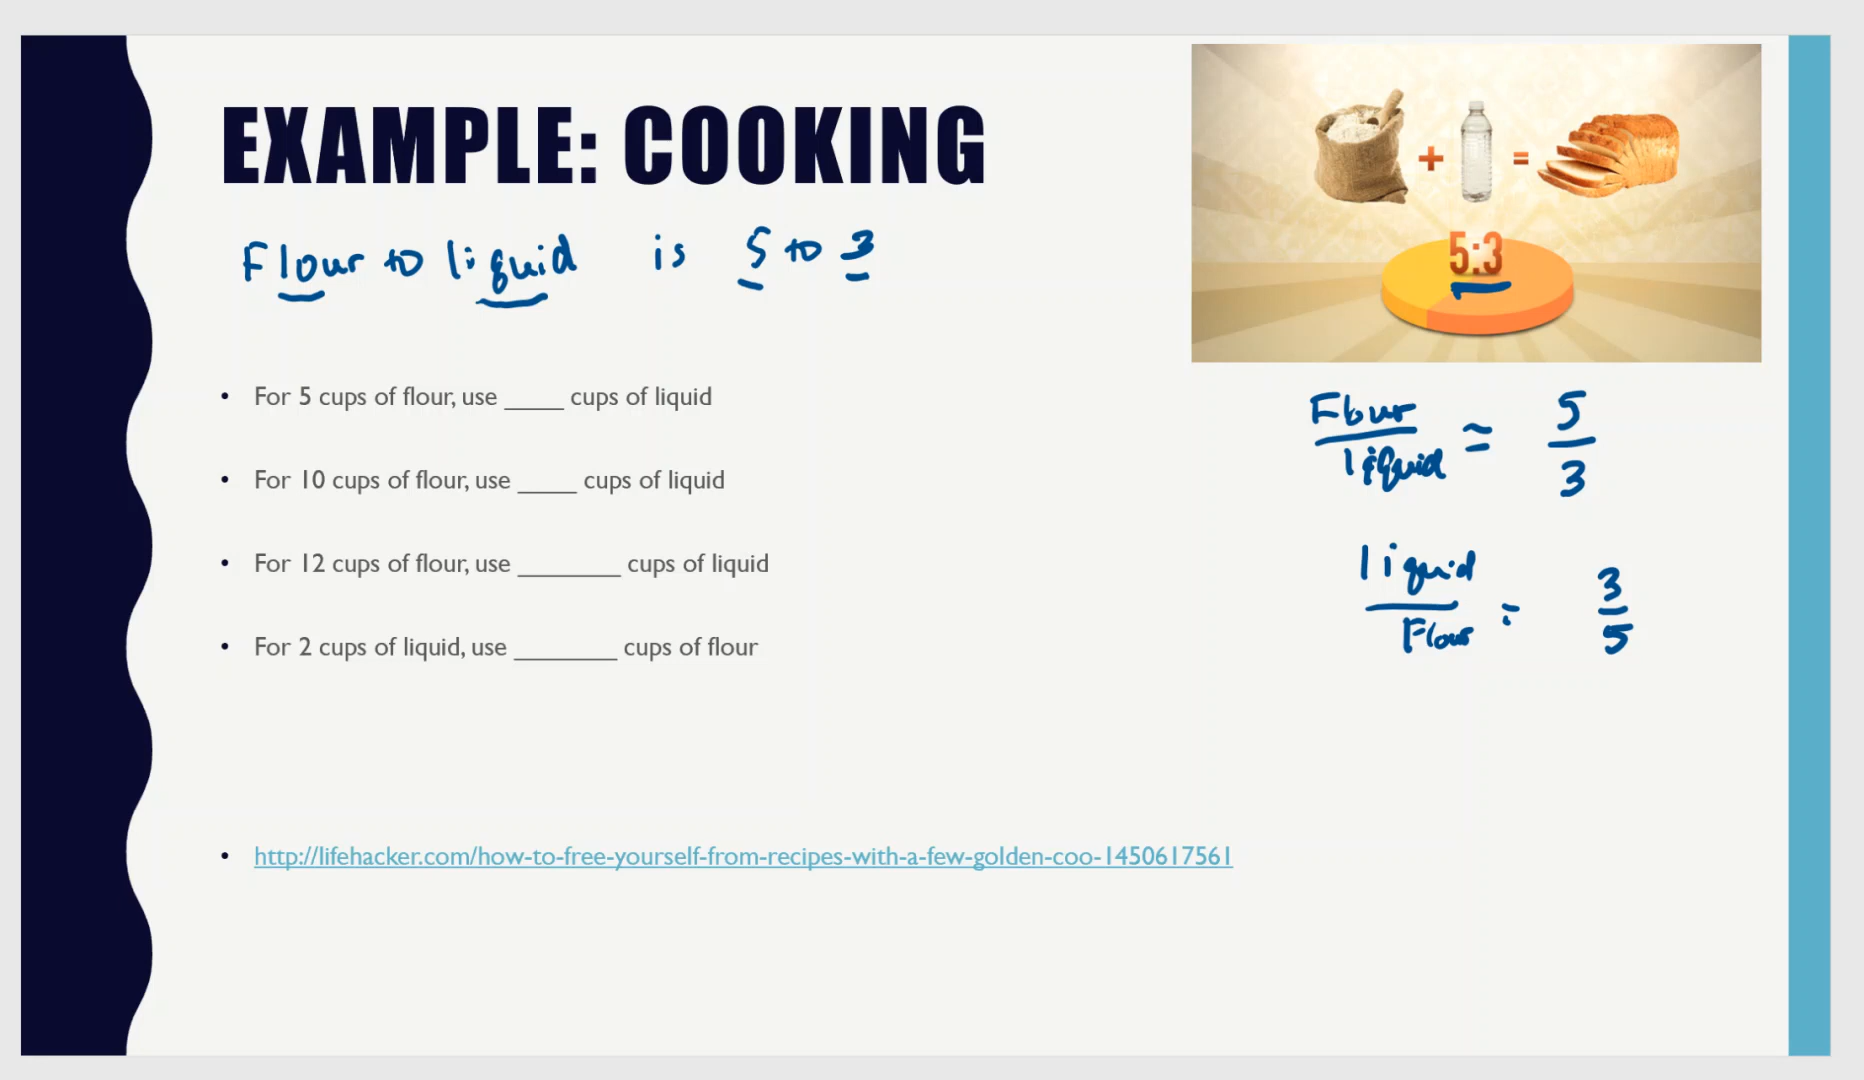 EXAMPLE: COOKING
Flour to liquid is 5 to 3
+ =
5:3
• For 5 cups of flour, use _____ cups of liquid
• For 10 cups of flour, use _____ cups of liquid
• For 12 cups of flour, use _________ cups of liquid
• For 2 cups of liquid, use _________ cups of flour
Flour = 5
liquid 3
liquid = 3
Flour 5
• http://lifehacker.com/how-to-free-yourself-from-recipes-with-a-few-golden-coo-1450617561